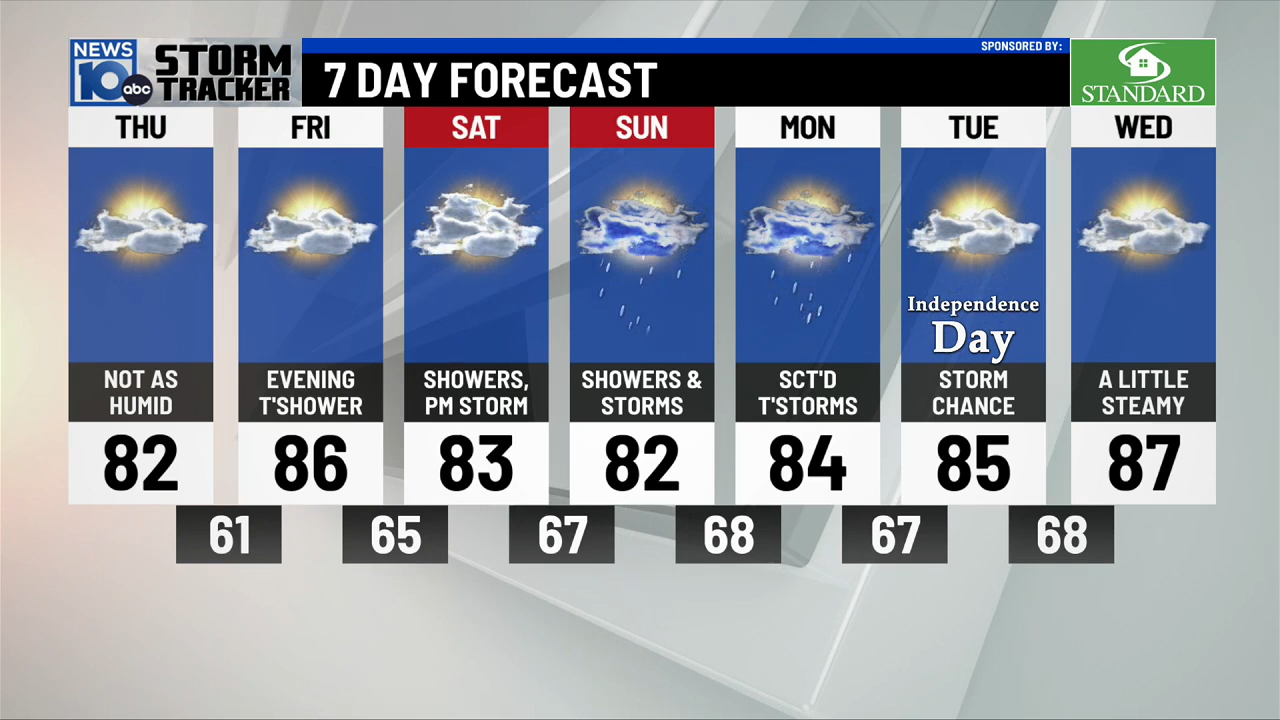 NEWS
10
abc
STORM
TRACKER
7 DAY FORECAST
SPONSORED BY:
STANDARD
THU
NOT AS
HUMID
82
FRI
EVENING
T'SHOWER
86
SAT
SHOWERS,
PM STORM
83
SUN
SHOWERS &
STORMS
82
MON
SCT'D
T'STORMS
84
TUE
Independence
Day
STORM
CHANCE
85
WED
A LITTLE
STEAMY
87
61
65
67
68
67
68